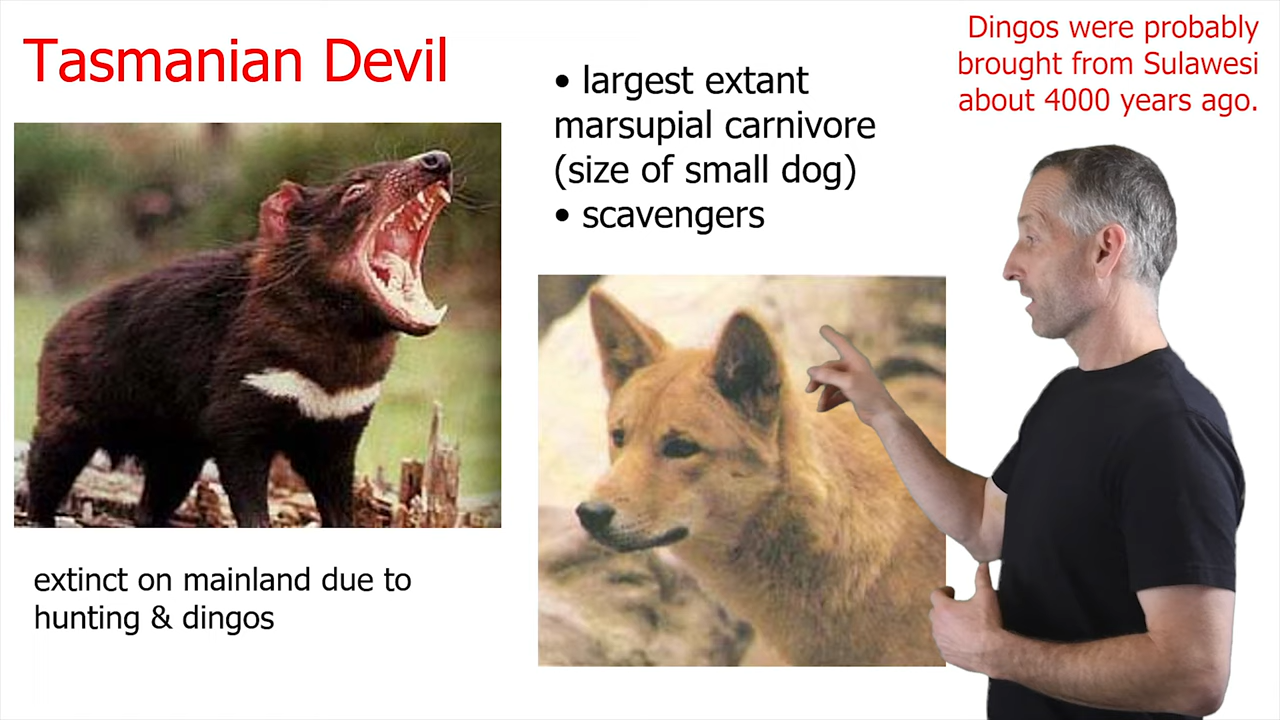 Tasmanian Devil
• largest extant
marsupial carnivore
(size of small dog)
• scavengers
Dingos were probably
brought from Sulawesi
about 4000 years ago.
extinct on mainland due to
hunting & dingos